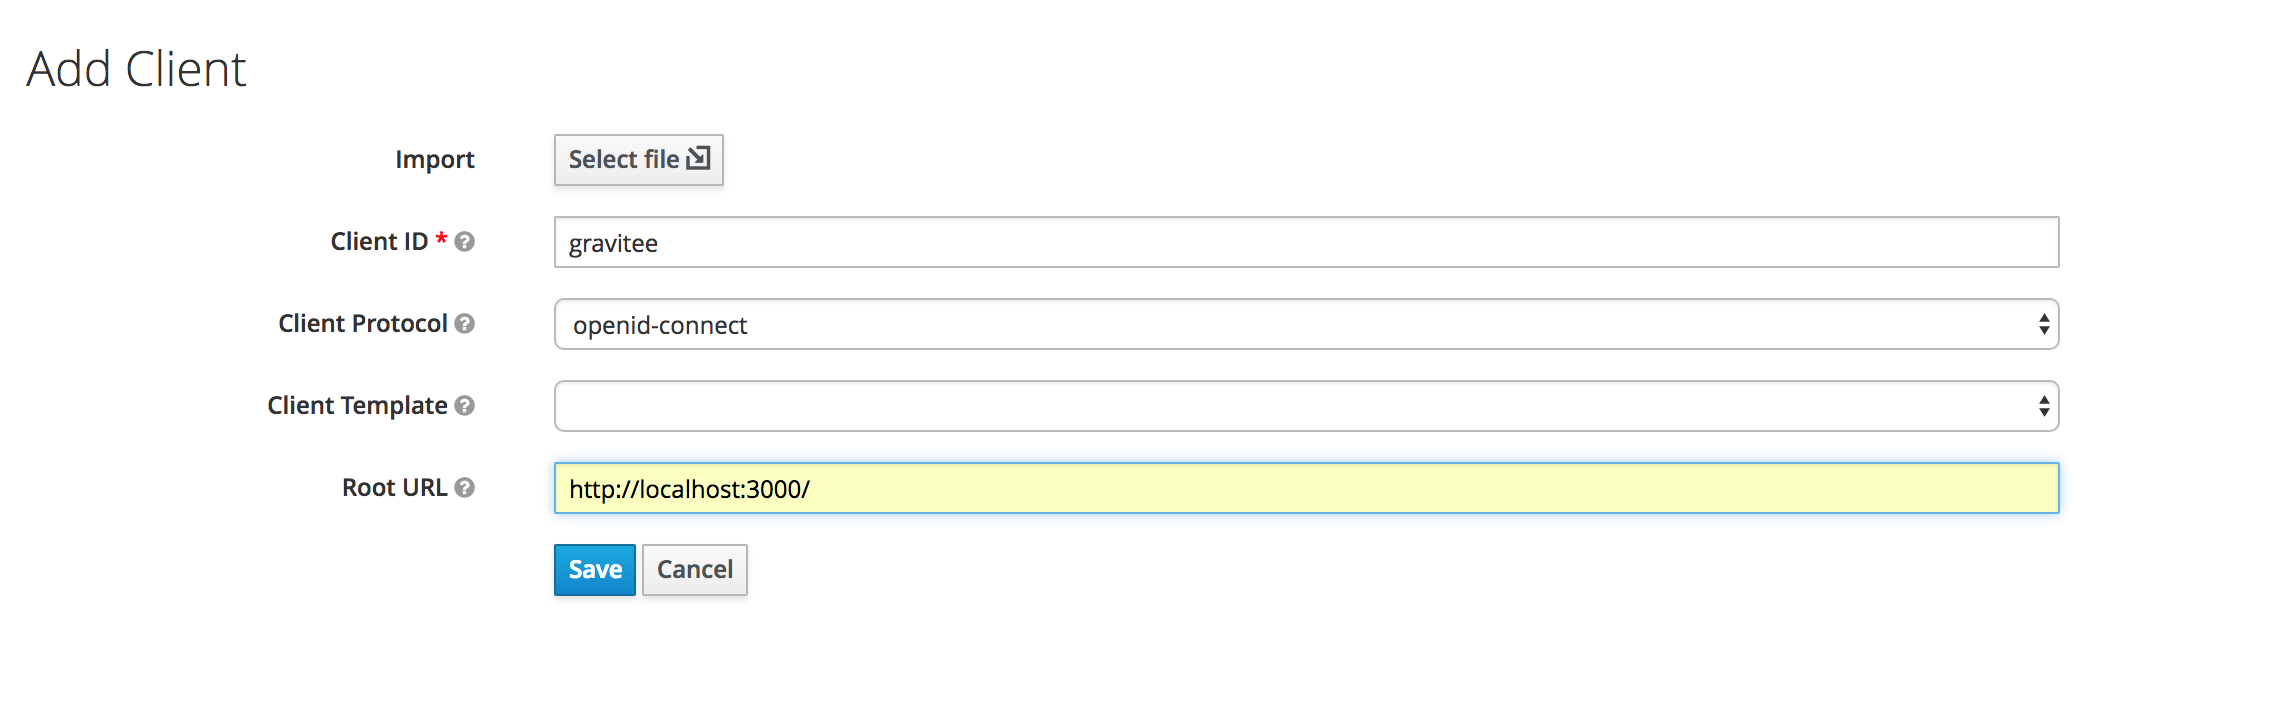 Add Client
Import Select file
Client ID * gravitee
Client Protocol openid-connect
Client Template
Root URL http://localhost:3000/
Save Cancel